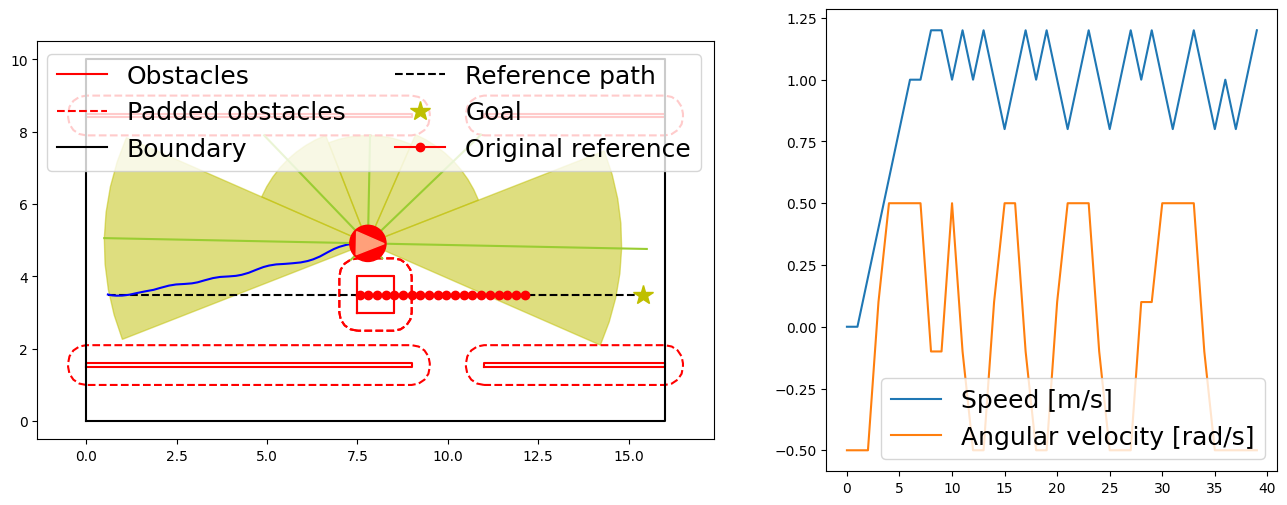 10
8
6
4
2
0
0.0 2.5 5.0 7.5 10.0 12.5 15.0
Obstacles
Padded obstacles
Boundary
Reference path
Goal
Original reference
1.25
1.00
0.75
0.50
0.25
0.00
−0.25
−0.50
0 5 10 15 20 25 30 35 40
Speed [m/s]
Angular velocity [rad/s]